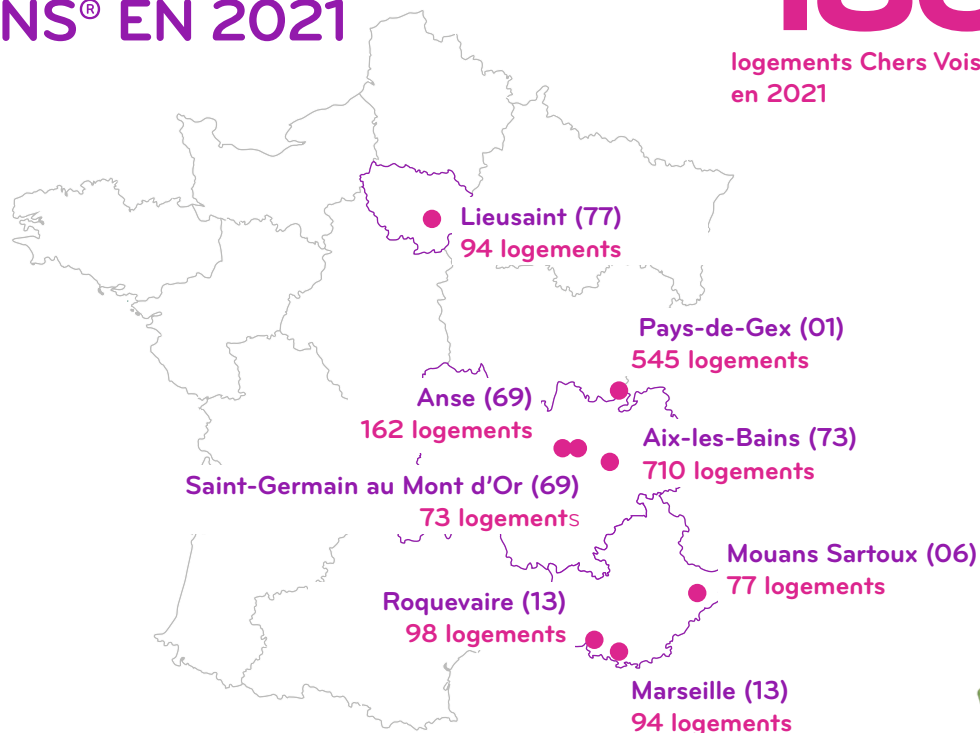 NS® EN 2021
logements Chers Vois
en 2021
Lieusaint (77)
94 logements
Pays-de-Gex (01)
545 logements
Anse (69)
162 logements
Aix-les-Bains (73)
710 logements
Saint-Germain au Mont d'Or (69)
73 logements
Mouans Sartoux (06)
77 logements
Roquevaire (13)
98 logements
Marseille (13)
94 logements